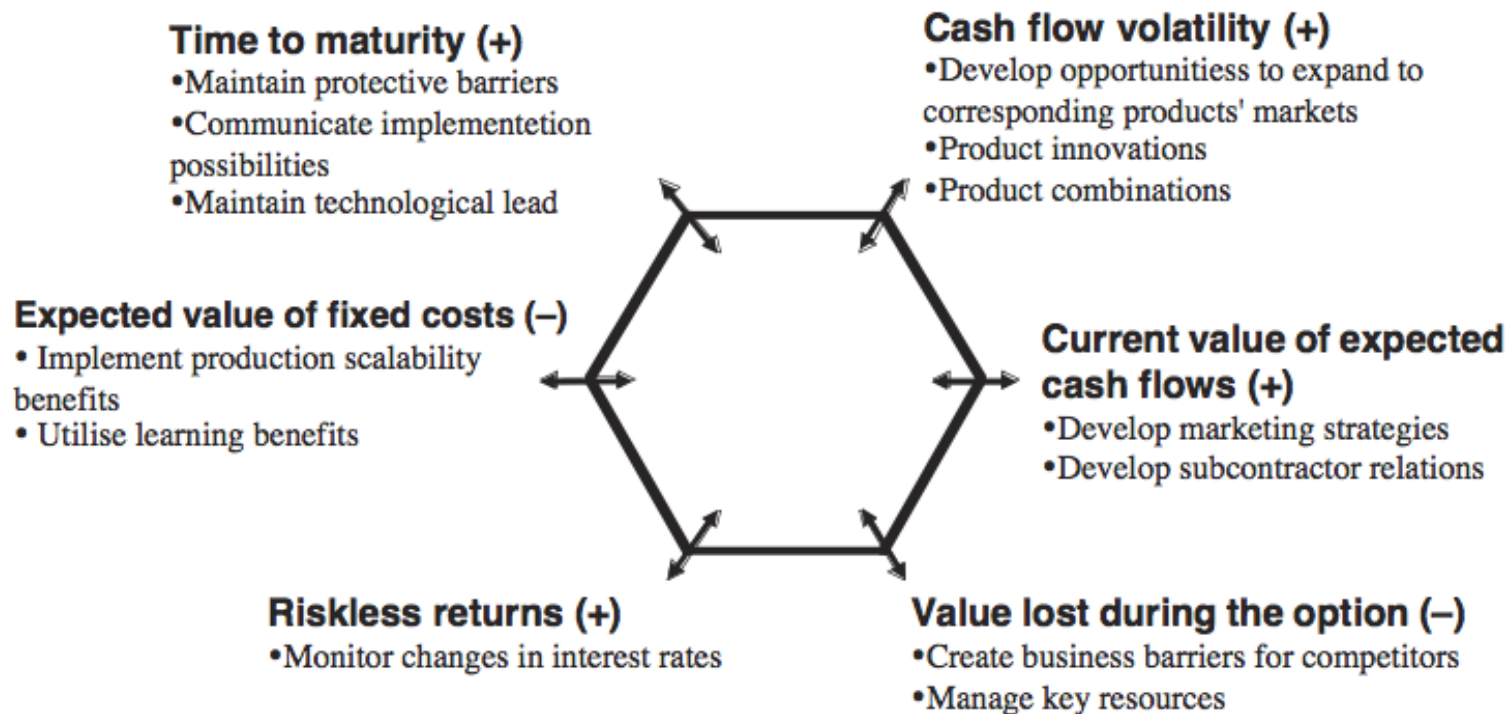 Time to maturity (+)
•Maintain protective barriers
•Communicate implementetion
possibilities
•Maintain technological lead
Cash flow volatility (+)
•Develop opportunitiess to expand to
corresponding products' markets
•Product innovations
•Product combinations
Expected value of fixed costs (–)
• Implement production scalability
benefits
• Utilise learning benefits
Current value of expected
cash flows (+)
•Develop marketing strategies
•Develop subcontractor relations
Riskless returns (+)
•Monitor changes in interest rates
Value lost during the option (–)
•Create business barriers for competitors
•Manage key resources